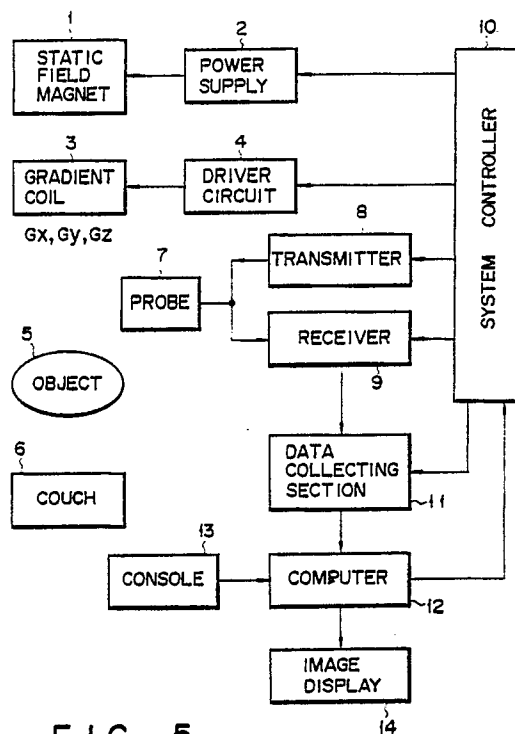 1
STATIC
FIELD
MAGNET
2
POWER
SUPPLY
10
SYSTEM CONTROLLER
3
GRADIENT
COIL
Gx, Gy, Gz
4
DRIVER
CIRCUIT
8
TRANSMITTER
7
PROBE
RECEIVER
9
5
OBJECT
6
COUCH
DATA
COLLECTING
SECTION
11
13
CONSOLE
COMPUTER
12
IMAGE
DISPLAY
14
FIG. 5